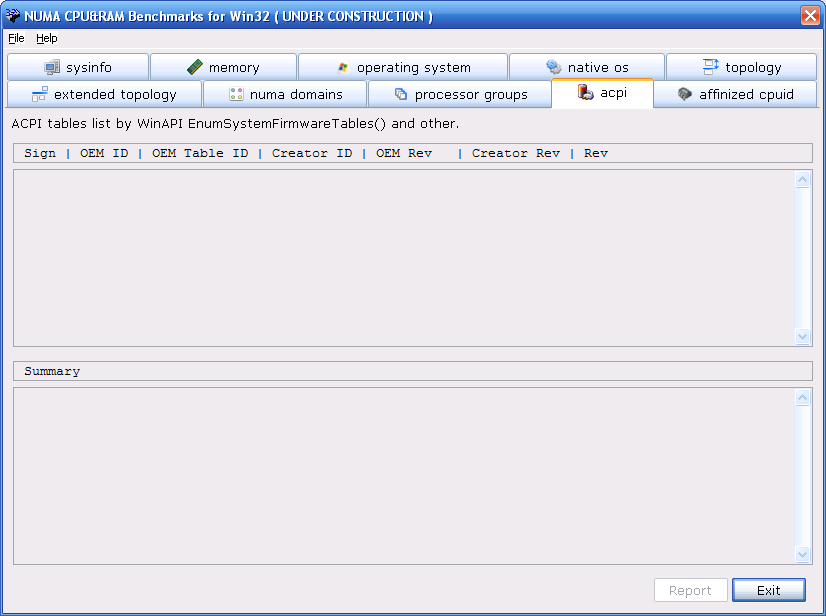 NUMA CPU&RAM Benchmarks for Win32 ( UNDER CONSTRUCTION )
File Help
sysinfo memory operating system native os topology
extended topology numa domains processor groups acpi affinized cpuid
ACPI tables list by WinAPI EnumSystemFirmwareTables() and other.
Sign | OEM ID | OEM Table ID | Creator ID | OEM Rev | Creator Rev | Rev
Summary
Report Exit